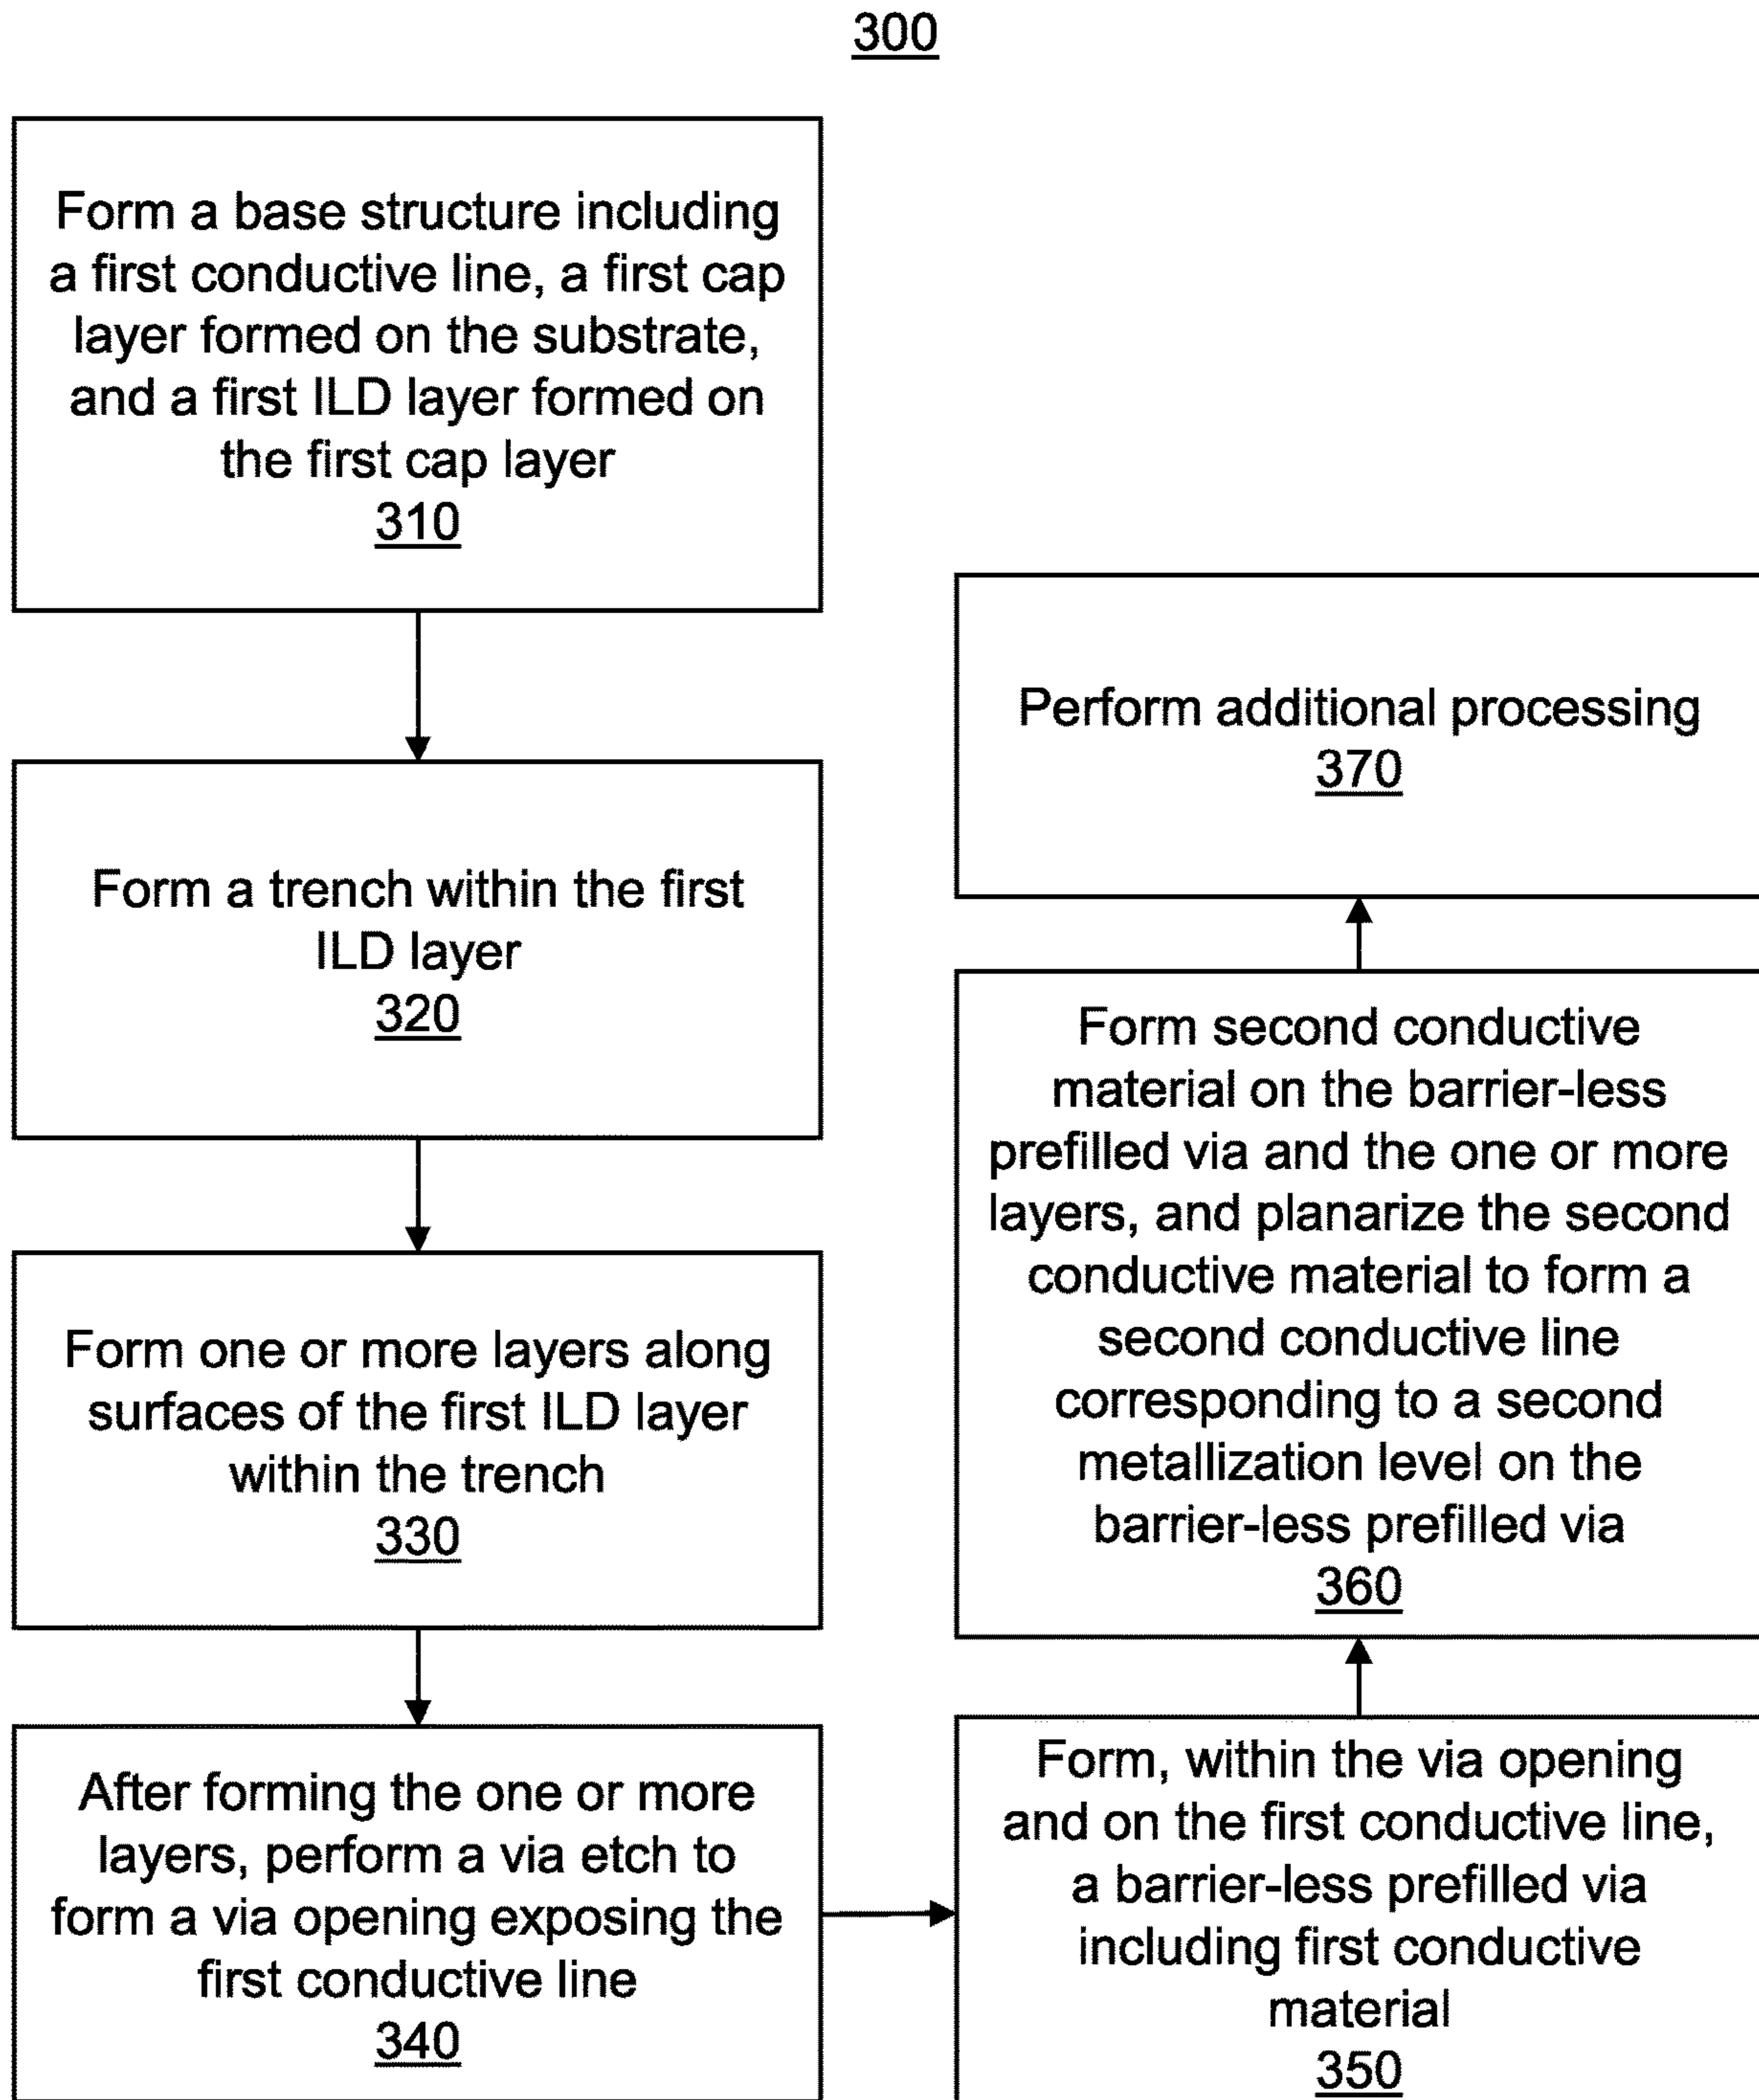 300
Form a base structure including
a first conductive line, a first cap
layer formed on the substrate,
and a first ILD layer formed on
the first cap layer
310
Form a trench within the first
ILD layer
320
Form one or more layers along
surfaces of the first ILD layer
within the trench
330
After forming the one or more
layers, perform a via etch to
form a via opening exposing the
first conductive line
340
Form, within the via opening
and on the first conductive line,
a barrier-less prefilled via
including first conductive
material
350
Form second conductive
material on the barrier-less
prefilled via and the one or more
layers, and planarize the second
conductive material to form a
second conductive line
corresponding to a second
metallization level on the
barrier-less prefilled via
360
Perform additional processing
370